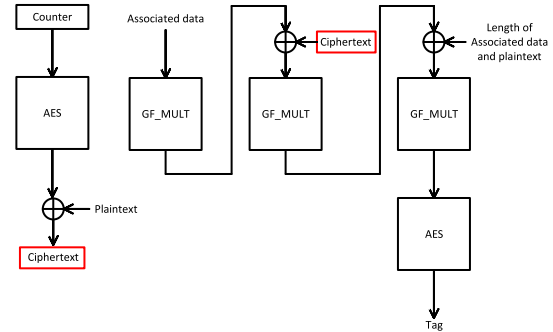 Counter
Associated data
Length of
Associated data
and plaintext
Ciphertext
AES
GF_MULT
GF_MULT
GF_MULT
Plaintext
AES
Ciphertext
Tag